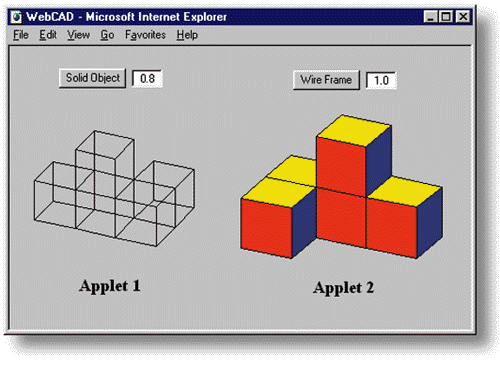 WebCAD - Microsoft Internet Explorer
File Edit View Go Favorites Help
Solid Object 0.8
Wire Frame 1.0
Applet 1
Applet 2